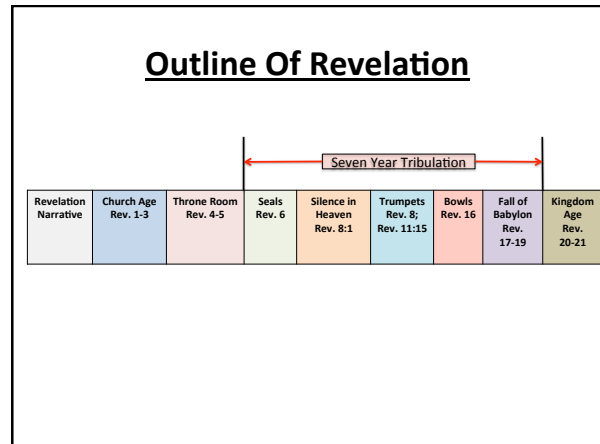 Outline Of Revelation
Seven Year Tribulation
Revelation
Narrative
Church Age
Rev. 1-3
Throne Room
Rev. 4-5
Seals
Rev. 6
Silence in
Heaven
Rev. 8:1
Trumpets
Rev. 8;
Rev. 11:15
Bowls
Rev. 16
Fall of
Babylon
Rev.
17-19
Kingdom
Age
Rev.
20-21